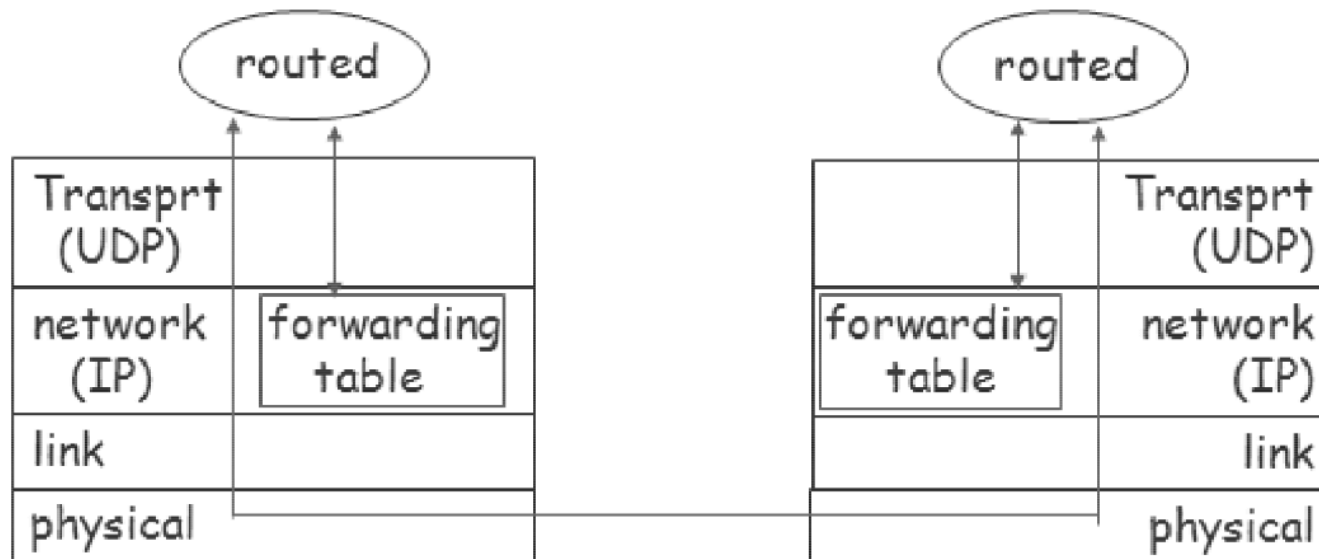 routed
routed
Transprt
(UDP)
Transprt
(UDP)
network
(IP)
forwarding
table
forwarding
table
network
(IP)
link
link
physical
physical